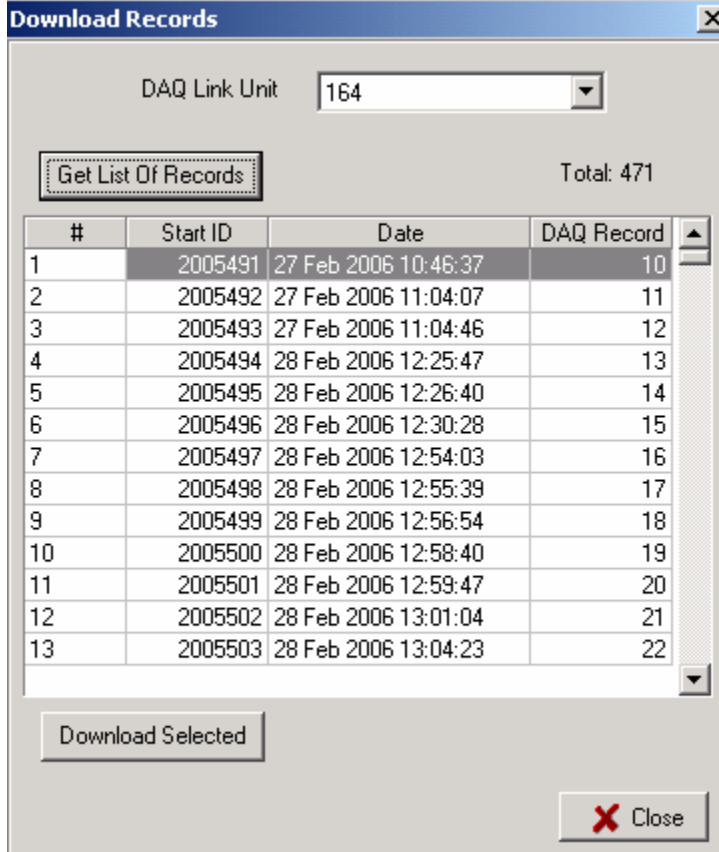 Download Records
DAQ Link Unit 164
Get List Of Records Total: 471
# Start ID Date DAQ Record
1 2005491 27 Feb 2006 10:46:37 10
2 2005492 27 Feb 2006 11:04:07 11
3 2005493 27 Feb 2006 11:04:46 12
4 2005494 28 Feb 2006 12:25:47 13
5 2005495 28 Feb 2006 12:26:40 14
6 2005496 28 Feb 2006 12:30:28 15
7 2005497 28 Feb 2006 12:54:03 16
8 2005498 28 Feb 2006 12:55:39 17
9 2005499 28 Feb 2006 12:56:54 18
10 2005500 28 Feb 2006 12:58:40 19
11 2005501 28 Feb 2006 12:59:47 20
12 2005502 28 Feb 2006 13:01:04 21
13 2005503 28 Feb 2006 13:04:23 22
Download Selected
Close